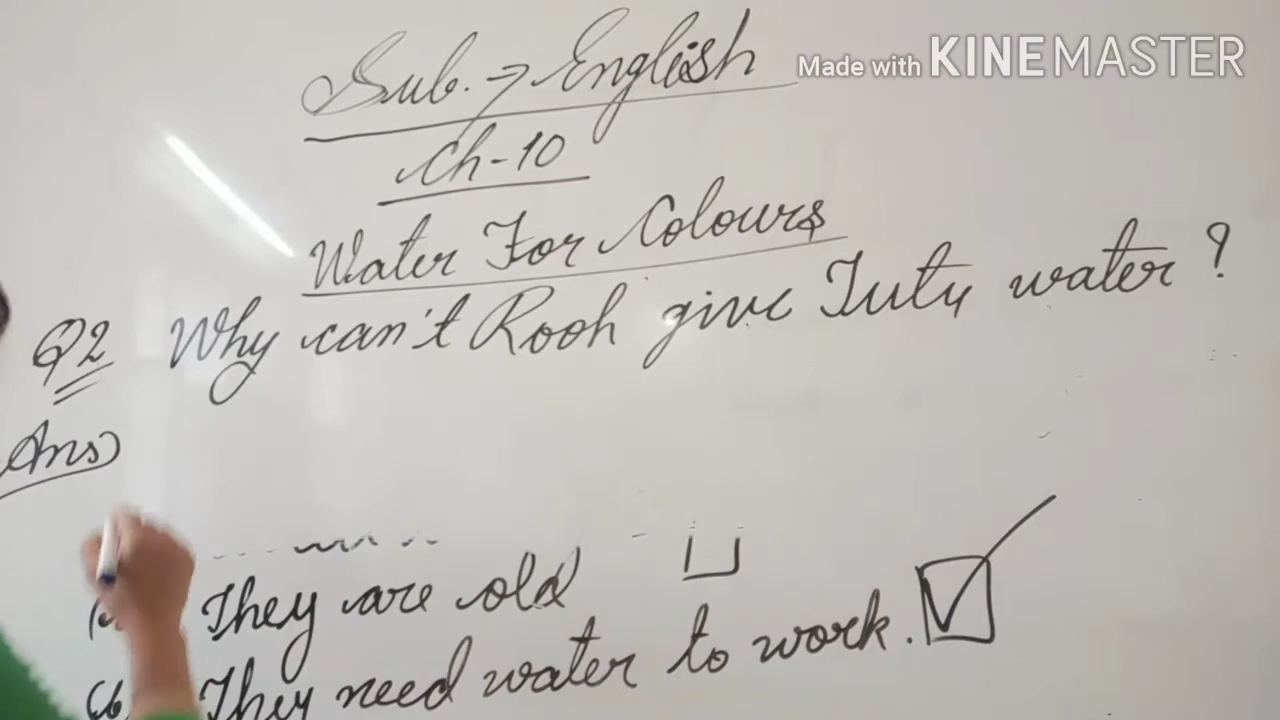 Sub. → English
Made with KINEMASTER
Ch-10
Water For Colours
Q2 Why can't Rooh give Tuty water ?
Ans
They are old
(b) They need water to work.